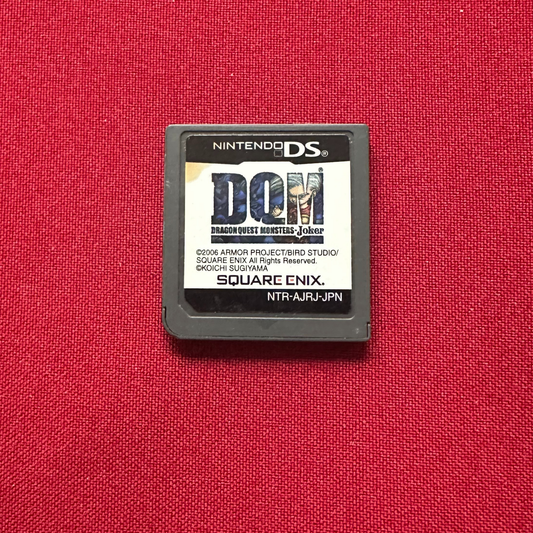 NINTENDO DS®
DQM
DRAGON QUEST MONSTERS-Joker
©2006 ARMOR PROJECT/BIRD STUDIO/
SQUARE ENIX All Rights Reserved.
©KOICHI SUGIYAMA
SQUARE ENIX.
NTR-AJRJ-JPN